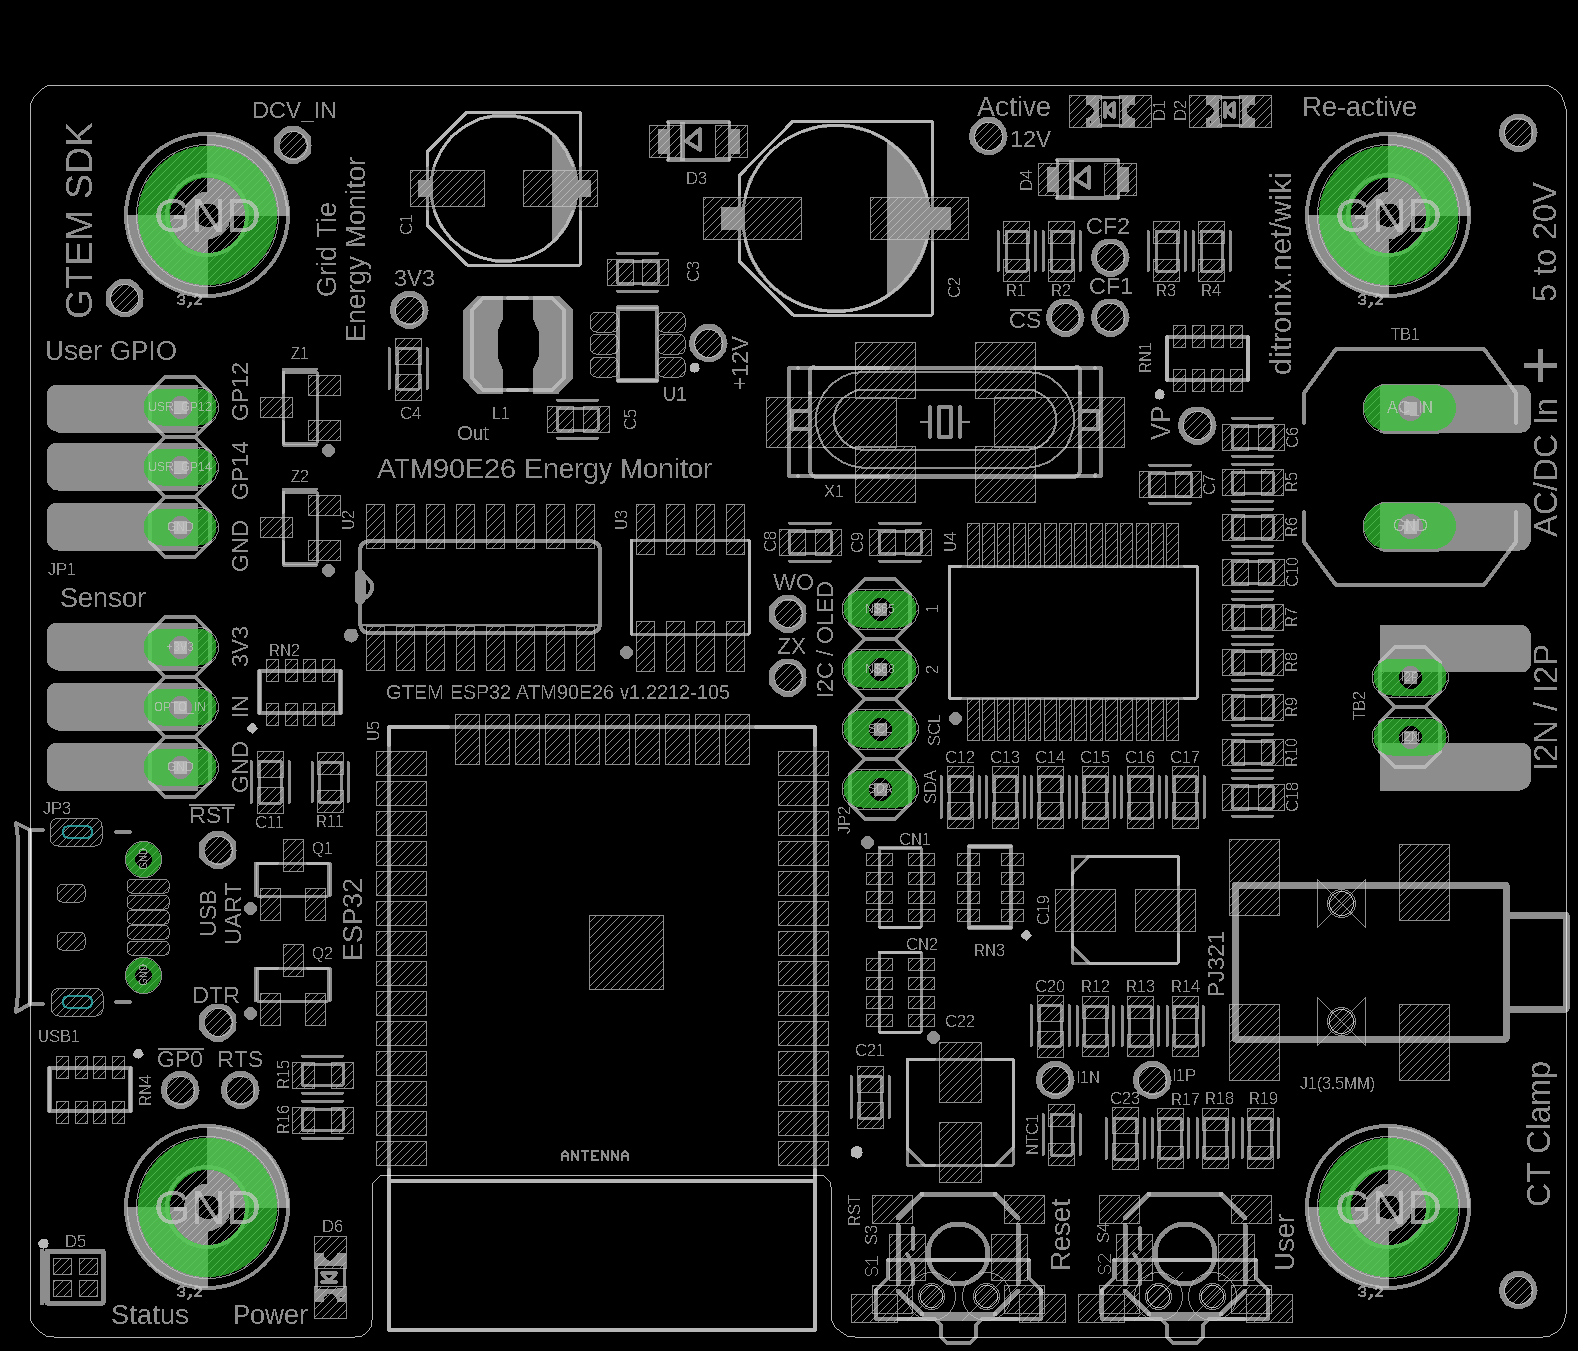 DCV_IN
GTEM SDK
GND
3,2
Grid Tie
Energy Monitor
C1
D3
C2
C3
3V3
C4
L1
Out
C5
U1
+12V
Active
12V
D1
D2
Re-active
D4
CF2
R1
R2
CF1
R3
R4
CS
RN1
VP
ditronix.net/wiki
GND
3,2
5 to 20V
TB1
+
AC_IN
GND
AC/DC In
User GPIO
USR_GP12
USR_GP14
GND
GP12
GP14
GND
Z1
Z2
JP1
ATM90E26 Energy Monitor
X1
U2
U3
C8
C9
U4
C7
C6
R5
R6
C10
R7
R8
R9
R10
C18
Sensor
+3V3
OPTO_IN
GND
3V3
IN
GND
RN2
C11
R11
JP3
GTEM ESP32 ATM90E26 v1.2212-105
WO
ZX
I2C / OLED
1
2
SCL
SDA
JP2
C12
C13
C14
C15
C16
C17
TB2
I2P
I2N
I2N / I2P
U5
RST
USB
UART
Q1
Q2
ESP32
GND
GND
USB1
DTR
GP0
RTS
RN4
R15
R16
CN1
CN2
RN3
C19
C20
R12
R13
R14
C22
C21
PJ321
J1(3.5MM)
I1N
I1P
NTC1
C23
R17
R18
R19
CT Clamp
ANTENNA
GND
3,2
D5
D6
Status
Power
RST
S3
S1
Reset
S4
S2
User
GND
3,2